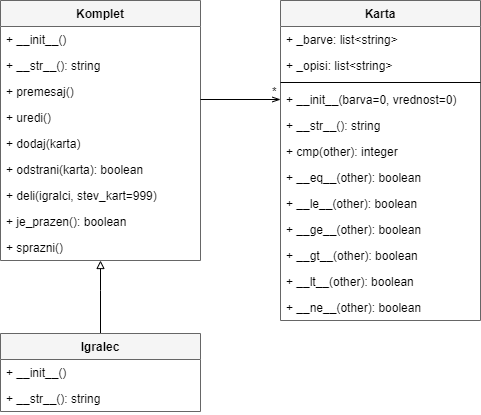 Komplet
+ __init__()
+ __str__(): string
+ premesaj()
+ uredi()
+ dodaj(karta)
+ odstrani(karta): boolean
+ deli(igralci, stev_kart=999)
+ je_prazen(): boolean
+ sprazni()
*
Karta
+ _barve: list<string>
+ _opisi: list<string>
+ __init__(barva=0, vrednost=0)
+ __str__(): string
+ cmp(other): integer
+ __eq__(other): boolean
+ __le__(other): boolean
+ __ge__(other): boolean
+ __gt__(other): boolean
+ __lt__(other): boolean
+ __ne__(other): boolean
Igralec
+ __init__()
+ __str__(): string